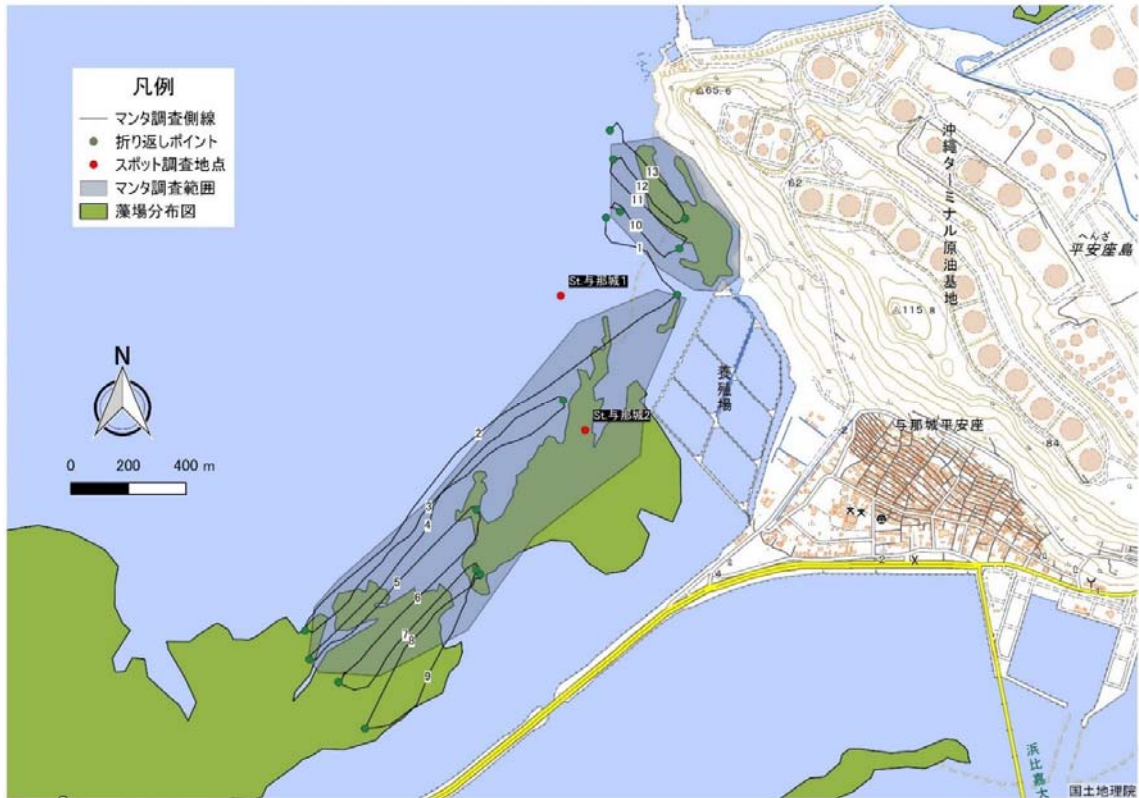 凡例
マンタ調査側線
折り返しポイント
スポット調査地点
マンタ調査範囲
藻場分布図
N
0 200 400 m
65.6
62
沖縄ターミナル原油基地
へんざ
平安座島
115.8
84
養殖場
与那城平安座
St.与那城1
St.与那城2
13
12
11
10
1
2
3
4
5
6
7
8
9
2
4
2
浜比嘉大
国土地理院